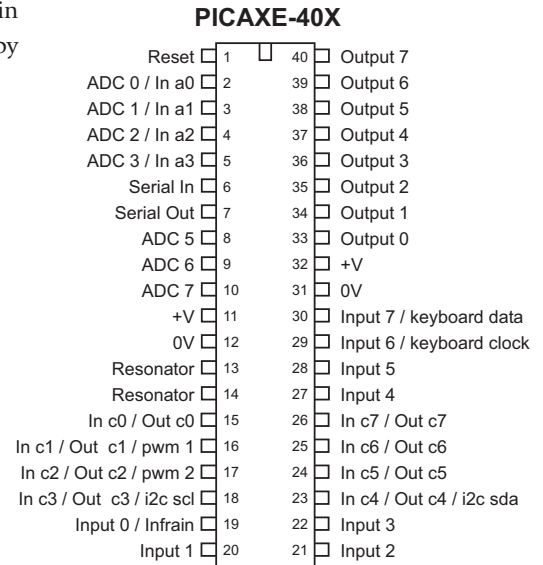 in
by
PICAXE-40X
Reset 1 40 Output 7
ADC 0 / In a0 2 39 Output 6
ADC 1 / In a1 3 38 Output 5
ADC 2 / In a2 4 37 Output 4
ADC 3 / In a3 5 36 Output 3
Serial In 6 35 Output 2
Serial Out 7 34 Output 1
ADC 5 8 33 Output 0
ADC 6 9 32 +V
ADC 7 10 31 0V
+V 11 30 Input 7 / keyboard data
0V 12 29 Input 6 / keyboard clock
Resonator 13 28 Input 5
Resonator 14 27 Input 4
In c0 / Out c0 15 26 In c7 / Out c7
In c1 / Out c1 / pwm 1 16 25 In c6 / Out c6
In c2 / Out c2 / pwm 2 17 24 In c5 / Out c5
In c3 / Out c3 / i2c scl 18 23 In c4 / Out c4 / i2c sda
Input 0 / Infrain 19 22 Input 3
Input 1 20 21 Input 2